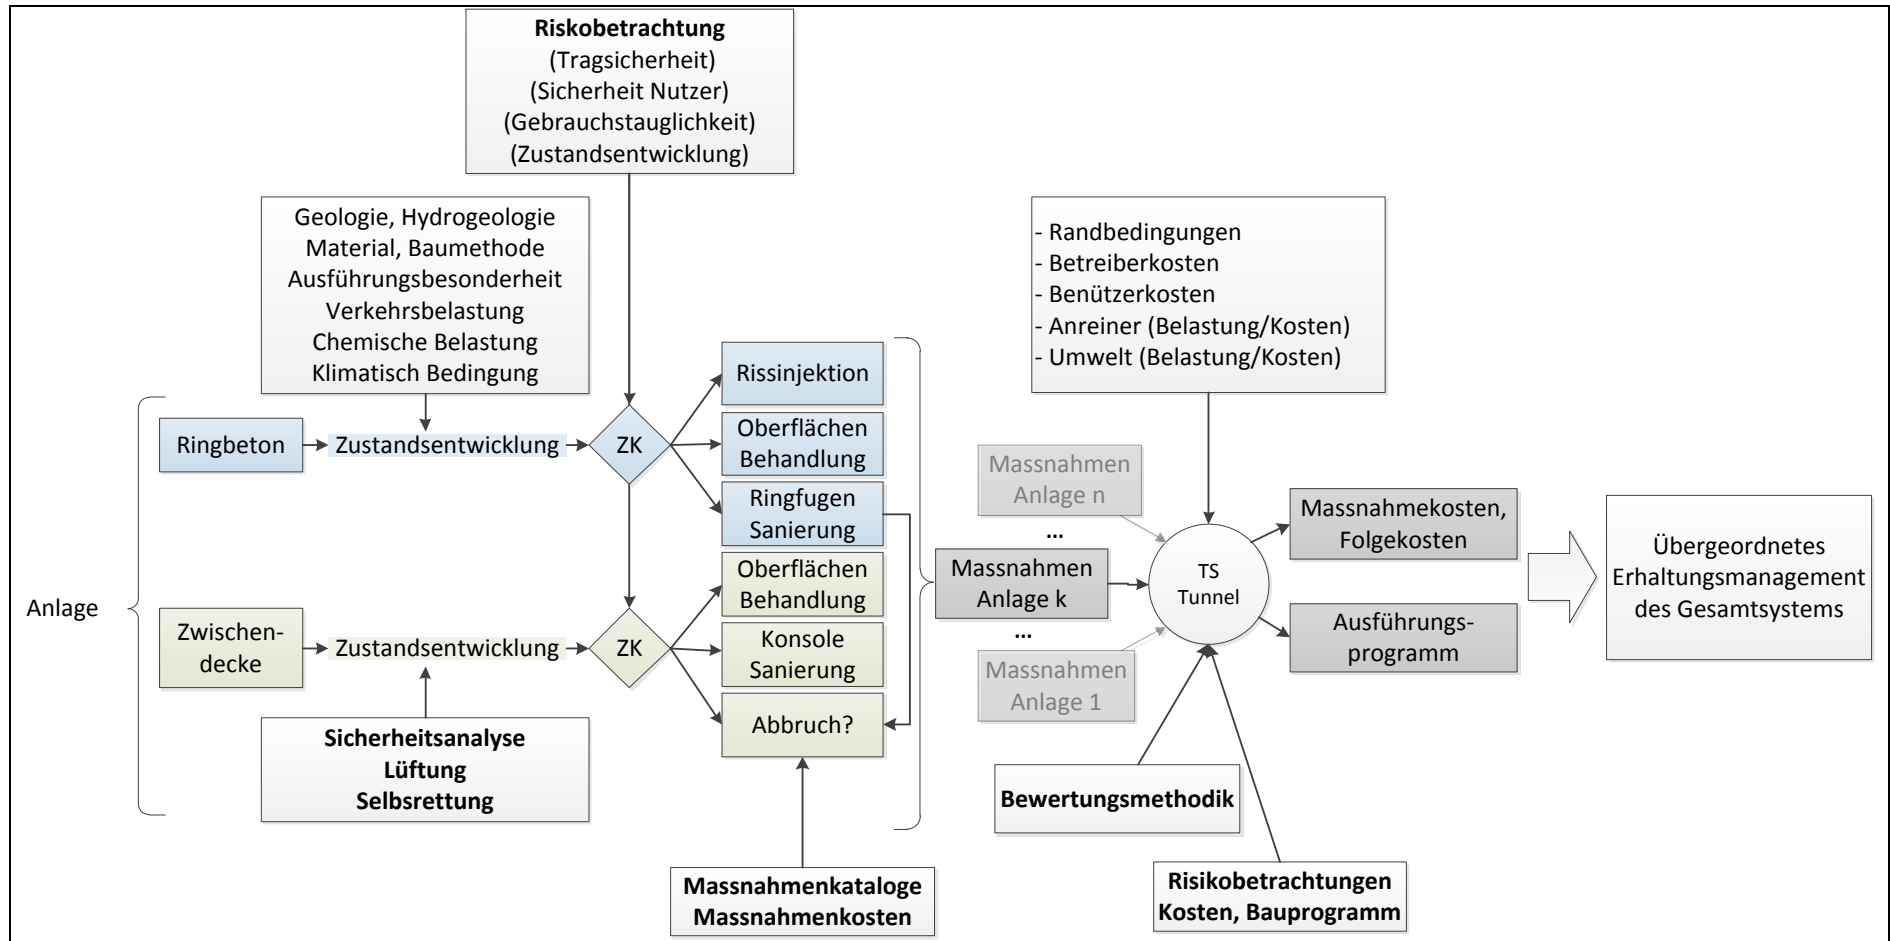 Riskobetrachtung
(Tragsicherheit)
(Sicherheit Nutzer)
(Gebrauchstauglichkeit)
(Zustandsentwicklung)
Geologie, Hydrogeologie
Material, Baumethode
Ausführungsbesonderheit
Verkehrsbelastung
Chemische Belastung
Klimatisch Bedingung
Anlage
Ringbeton
Zustandsentwicklung
ZK
Rissinjektion
Oberflächen
Behandlung
Ringfugen
Sanierung
Zwischen-
decke
Zustandsentwicklung
ZK
Oberflächen
Behandlung
Konsole
Sanierung
Abbruch?
Sicherheitsanalyse
Lüftung
Selbsrettung
Massnahmenkataloge
Massnahmenkosten
- Randbedingungen
- Betreiberkosten
- Benützerkosten
- Anreiner (Belastung/Kosten)
- Umwelt (Belastung/Kosten)
Massnahmen
Anlage n
...
Massnahmen
Anlage k
...
Massnahmen
Anlage 1
TS
Tunnel
Bewertungsmethodik
Risikobetrachtungen
Kosten, Bauprogramm
Massnahmekosten,
Folgekosten
Ausführungs-
programm
Übergeordnetes
Erhaltungsmanagement
des Gesamtsystems